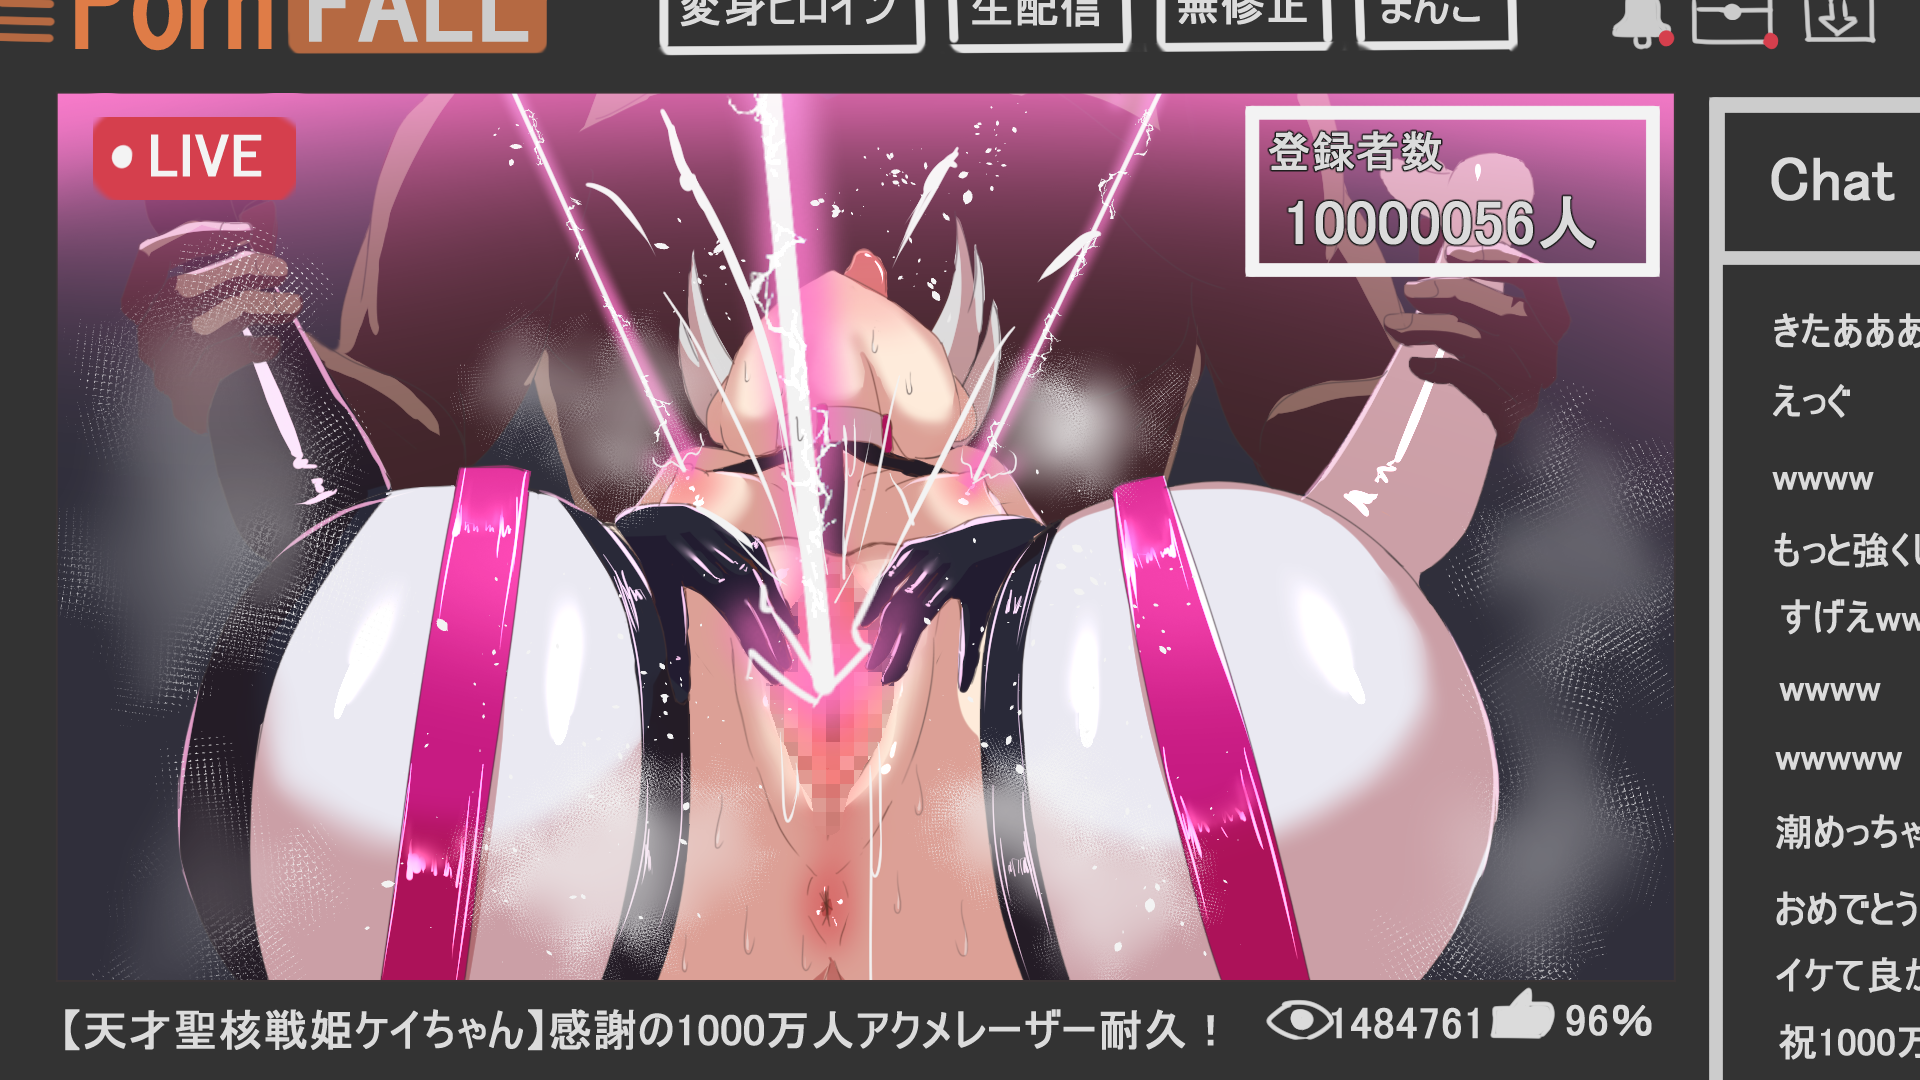 Porn FALL
変身ヒロイン
生配信
無修正
まんこ
LIVE
登録者数
10000056人
Chat
きたあああ
えっぐ
wwww
もっと強く
すげえww
wwww
wwwww
潮めっちゃ
おめでとう
イケて良か
祝1000万
【天才聖核戦姫ケイちゃん】感謝の1000万人アクメレーザー耐久！
1484761
96%